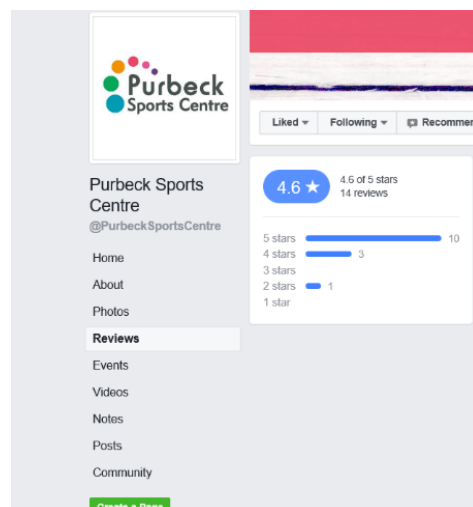 Purbeck
Sports Centre
Liked
Following
Recommen
Purbeck Sports
Centre
@PurbeckSportsCentre
4.6 ★
4.6 of 5 stars
14 reviews
5 stars 10
4 stars 3
3 stars
2 stars 1
1 star
Home
About
Photos
Reviews
Events
Videos
Notes
Posts
Community
Create a Page